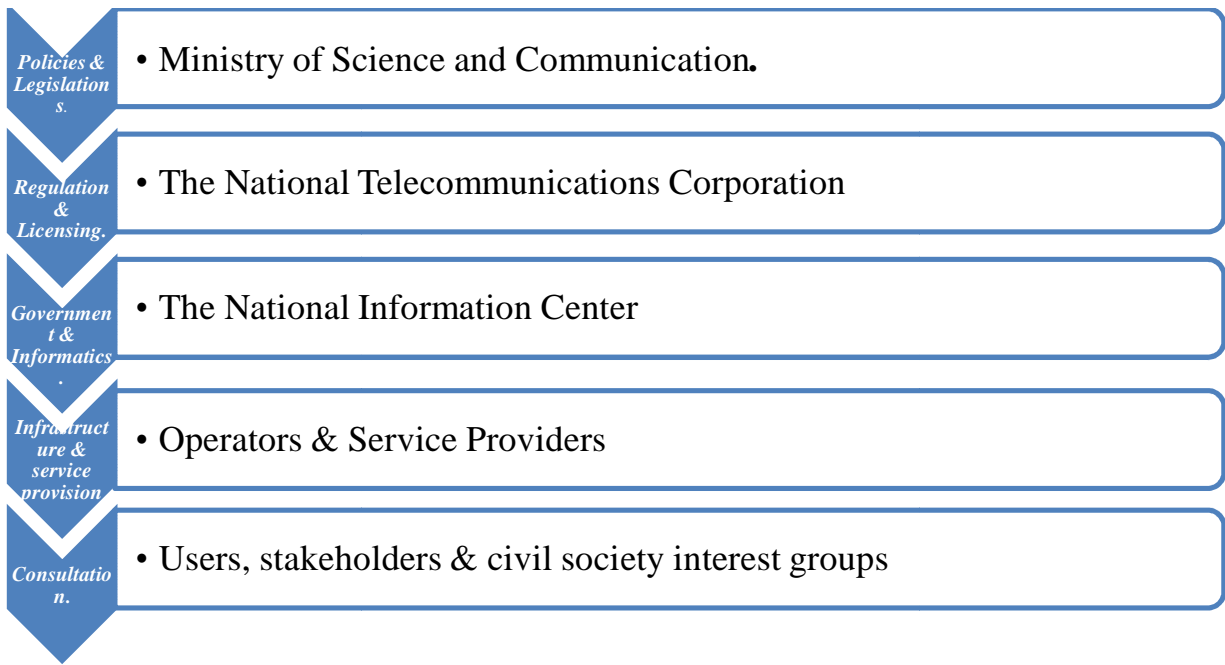 Policies &
Legislation
s.
• Ministry of Science and Communication.
Regulation
&
Licensing.
• The National Telecommunications Corporation
Governmen
t &
Informatics
.
• The National Information Center
Infrastruct
ure &
service
provision
• Operators & Service Providers
Consultatio
n.
• Users, stakeholders & civil society interest groups